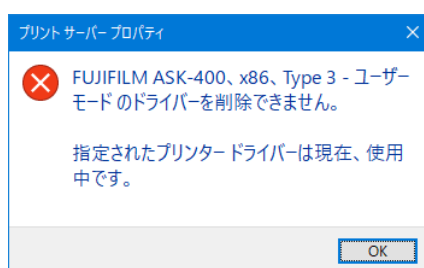 プリント サーバー プロパティ
FUJIFILM ASK-400、x86、Type 3 - ユーザー
モード のドライバーを削除できません。
指定されたプリンター ドライバーは現在、使用
中です。
OK